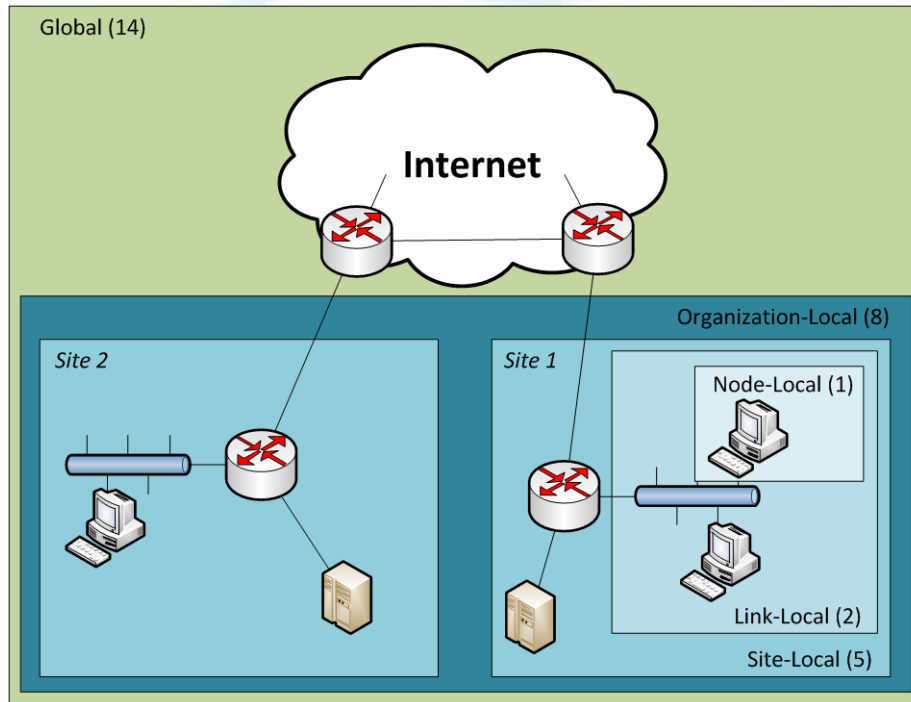 Global (14)
Internet
Organization-Local (8)
Site 2
Site 1
Node-Local (1)
Link-Local (2)
Site-Local (5)